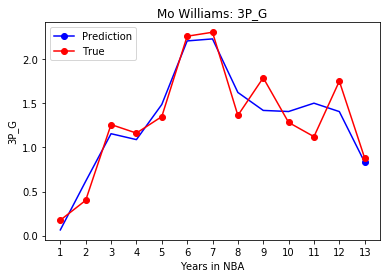 Mo Williams: 3P_G
Prediction
True
3P_G
2.0
1.5
1.0
0.5
0.0
1 2 3 4 5 6 7 8 9 10 11 12 13
Years in NBA